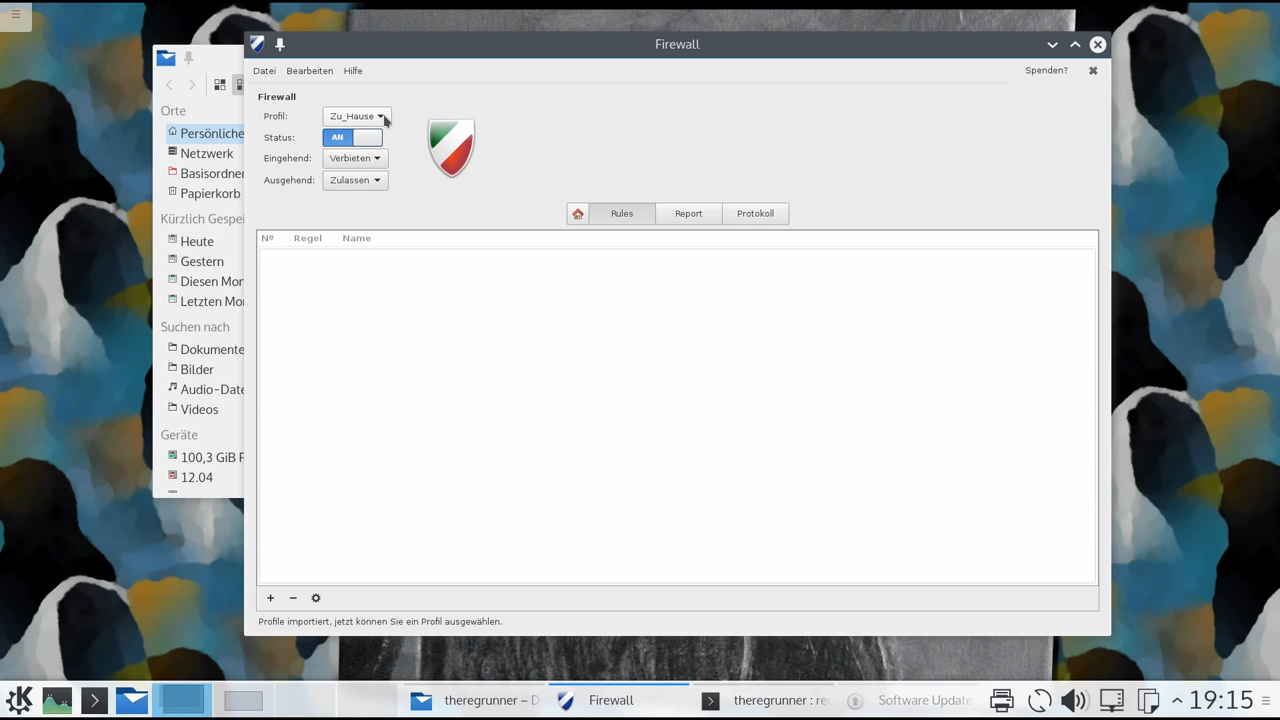 Firewall
Datei Bearbeiten Hilfe Spenden?
Firewall
Profil: Zu_Hause
Status: AN
Eingehend: Verbieten
Ausgehend: Zulassen
Rules Report Protokoll
Nº Regel Name
Profile importiert, jetzt können Sie ein Profil ausgewählen.
Orte
Persönliche
Netzwerk
Basisordner
Papierkorb
Kürzlich Gespei
Heute
Gestern
Diesen Mon
Letzten Mo
Suchen nach
Dokumente
Bilder
Audio-Date
Videos
Geräte
100,3 GiB F
12.04
theregrunner – D Firewall theregrunner : re Software Update 19:15